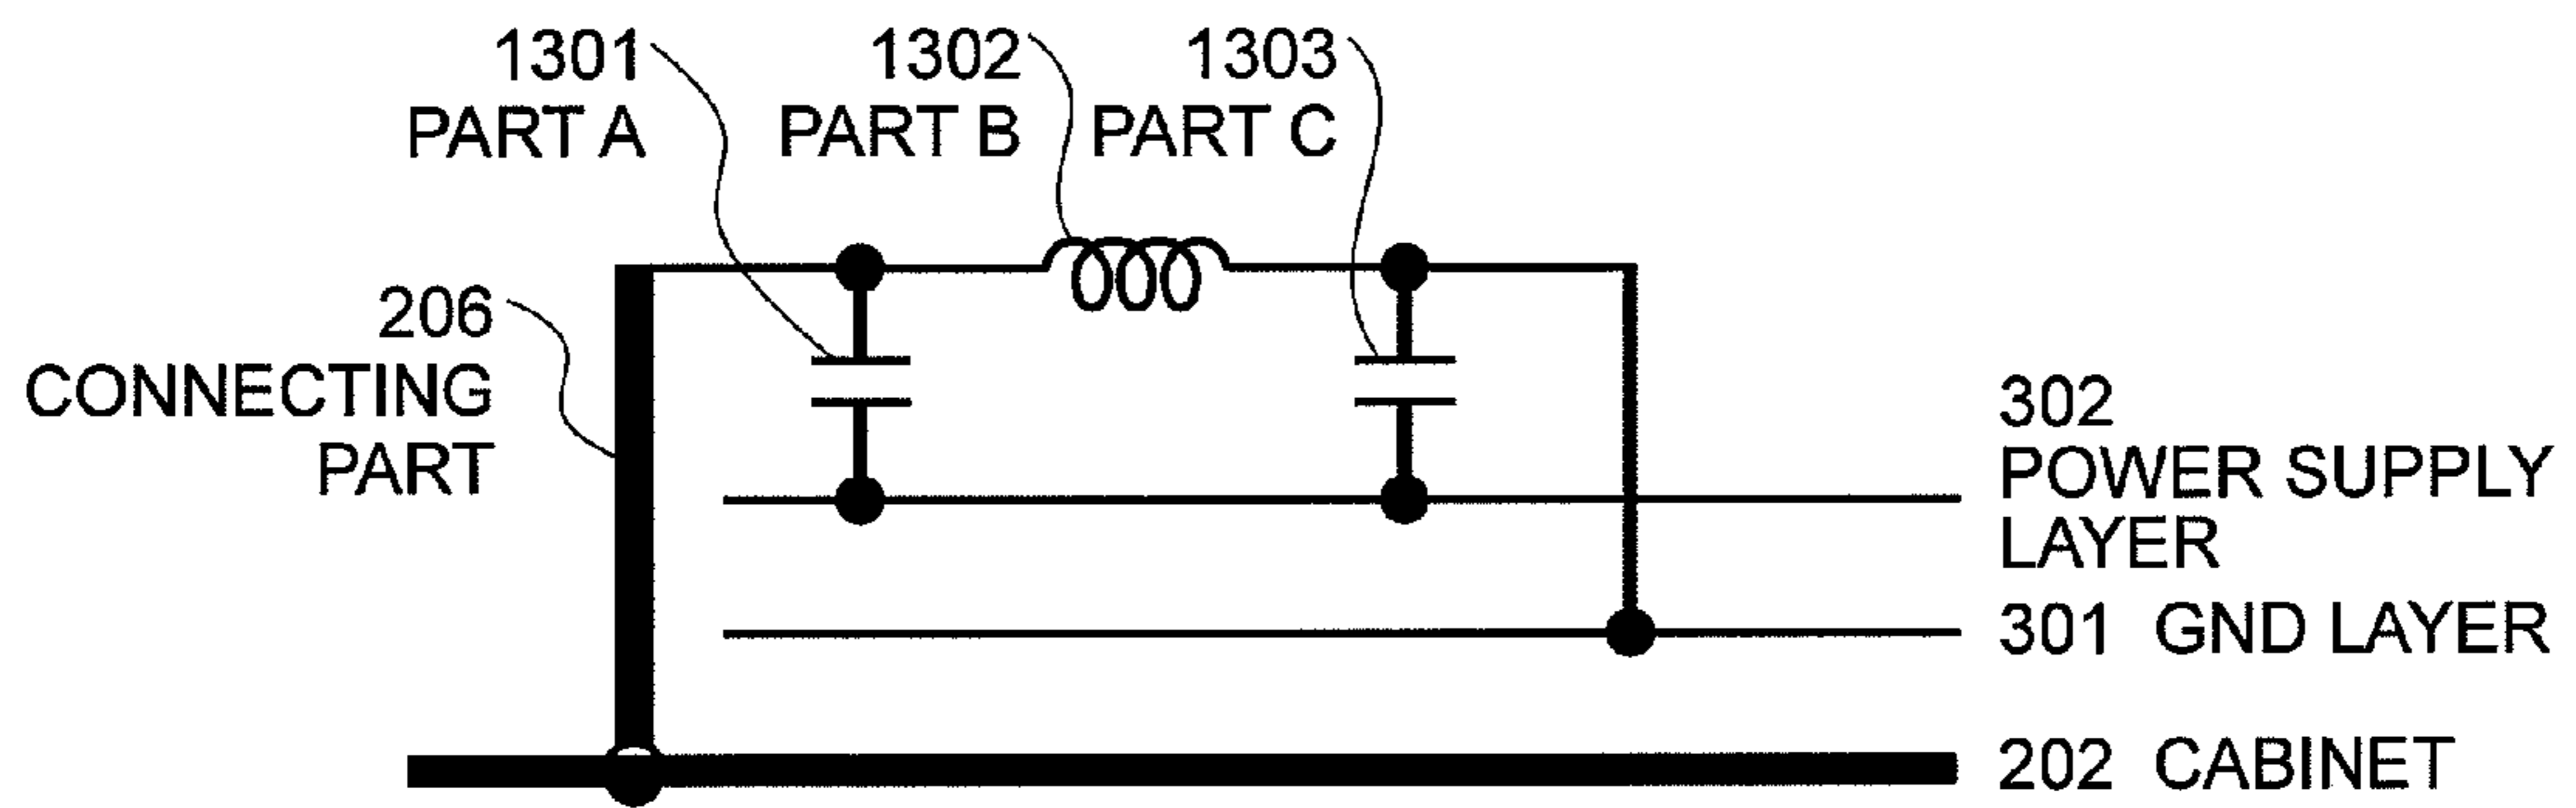 1301
PART A
1302
PART B
1303
PART C
206
CONNECTING
PART
302
POWER SUPPLY
LAYER
301 GND LAYER
202 CABINET